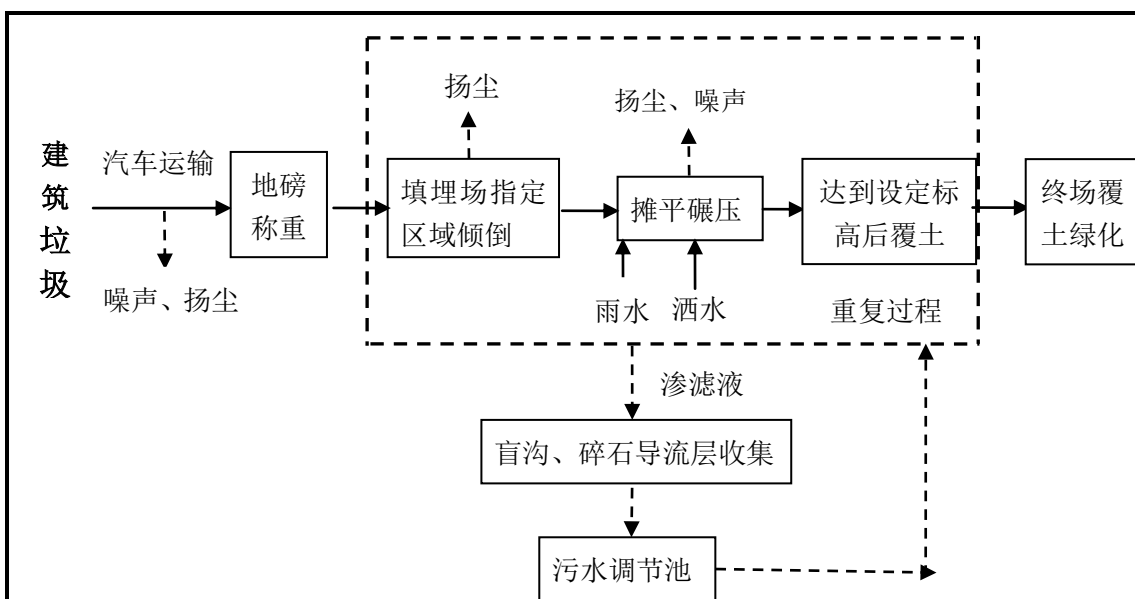 建筑垃圾
汽车运输
噪声、扬尘
地磅
称重
扬尘
填埋场指定
区域倾倒
扬尘、噪声
摊平碾压
雨水
洒水
达到设定标
高后覆土
重复过程
终场覆
土绿化
渗滤液
盲沟、碎石导流层收集
污水调节池